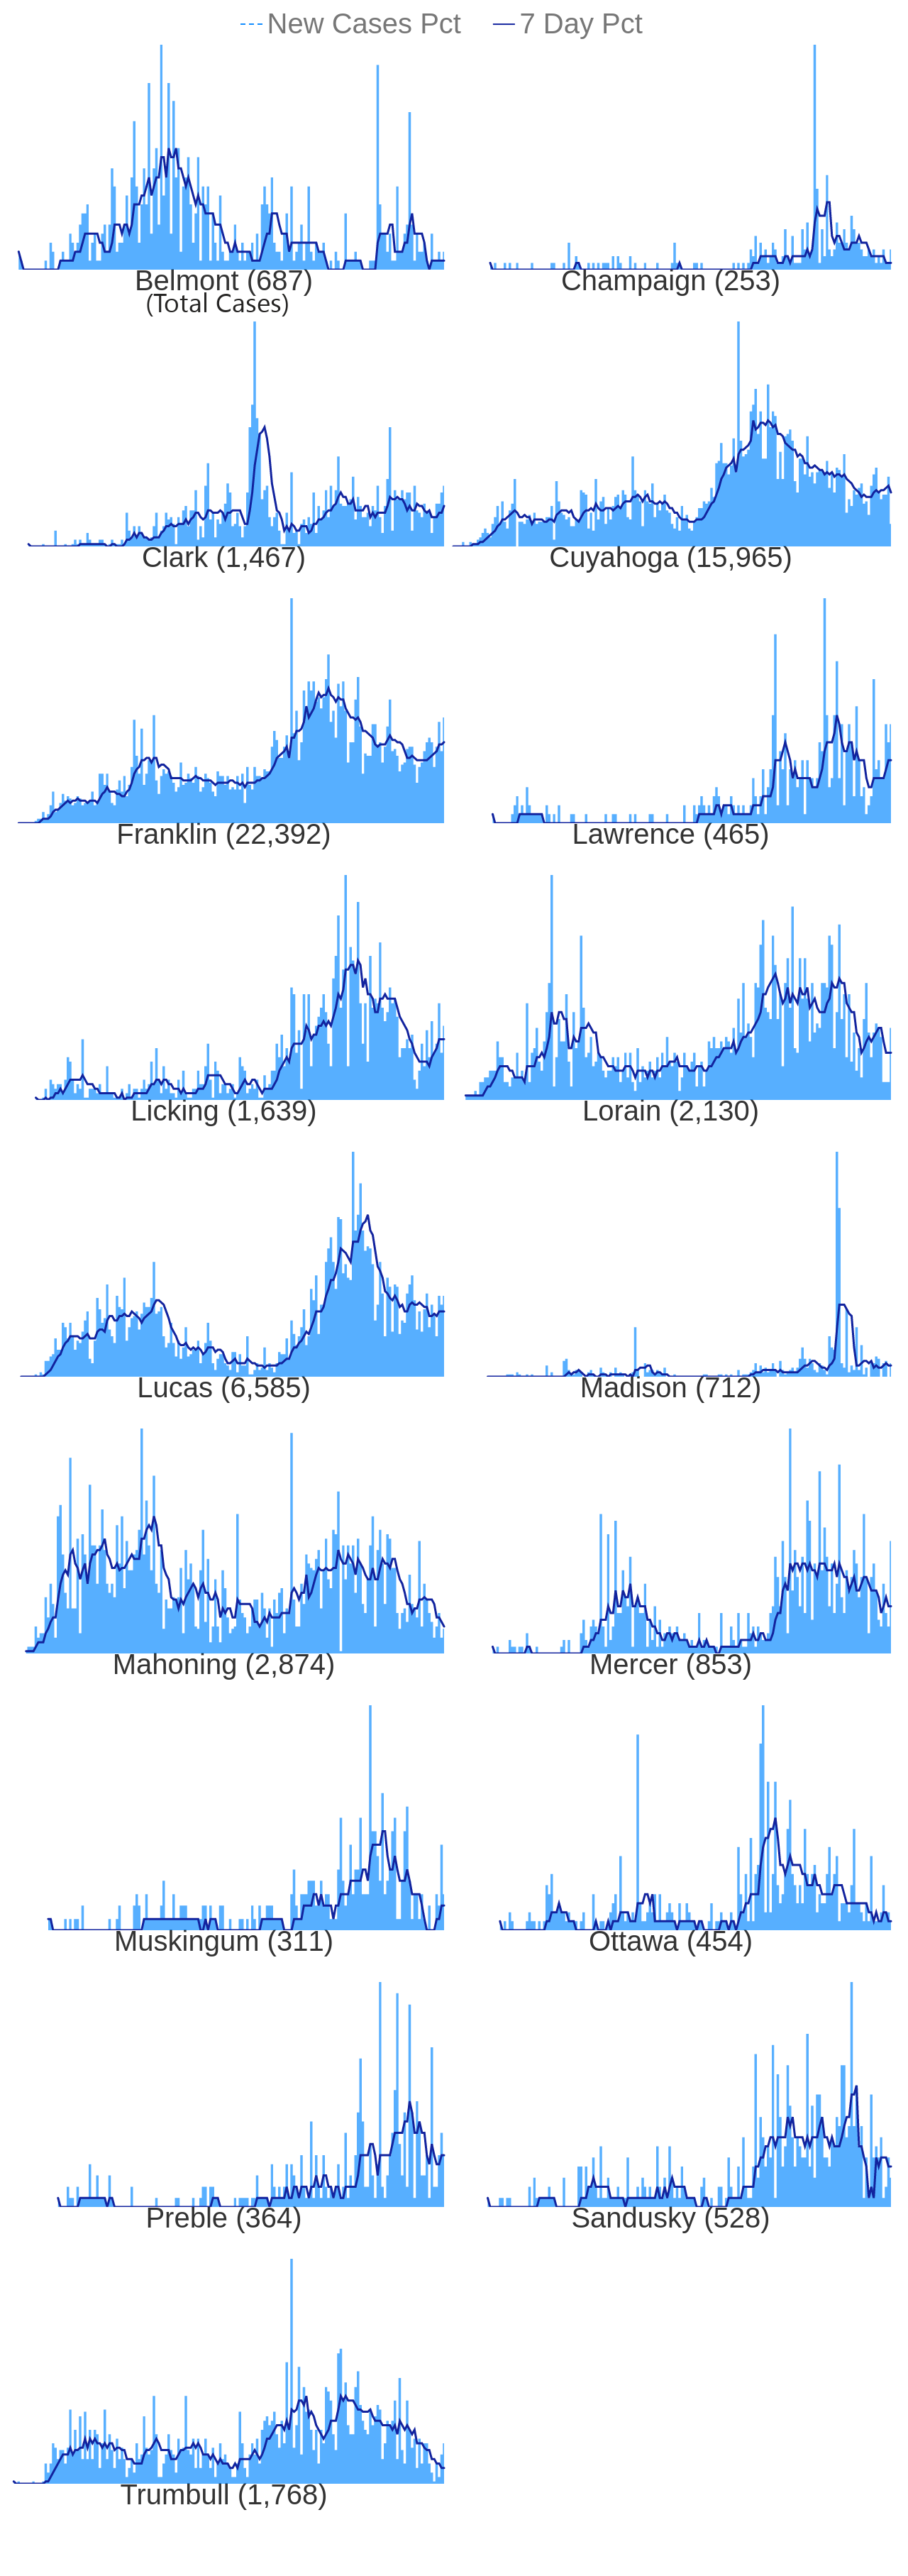 New Cases Pct 7 Day Pct
Belmont (687) Champaign (253)
(Total Cases)
Clark (1,467) Cuyahoga (15,965)
Franklin (22,392) Lawrence (465)
Licking (1,639) Lorain (2,130)
Lucas (6,585) Madison (712)
Mahoning (2,874) Mercer (853)
Muskingum (311) Ottawa (454)
Preble (364) Sandusky (528)
Trumbull (1,768)